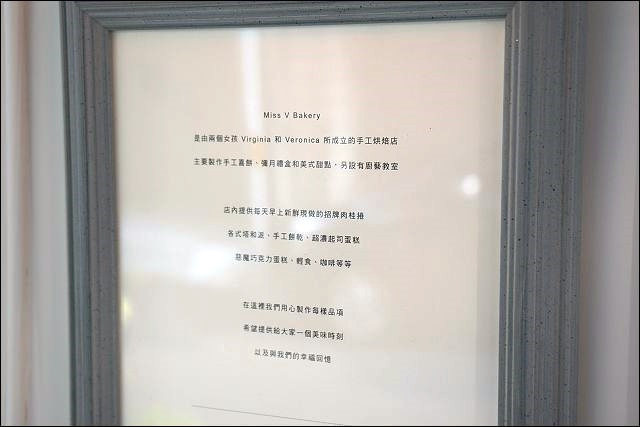 Miss V Bakery
是由兩個女孩 Virginia 和 Veronica 所成立的手工烘焙店
主要製作手工喜餅、彌月禮盒和美式甜點，另設有廚藝教室
店內提供每天早上新鮮現做的招牌肉桂捲
各式塔和派、手工餅乾、超濃起司蛋糕
惡魔巧克力蛋糕、輕食、咖啡等等
在這裡我們用心製作每樣品項
希望提供給大家一個美味時刻
以及與我們的幸福回憶